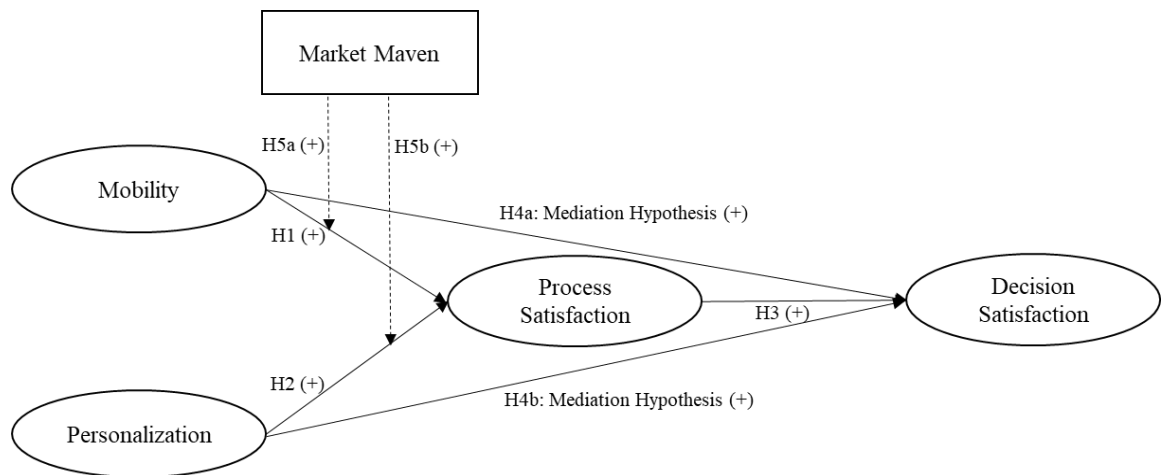 Market Maven
H5a (+)
H5b (+)
Mobility
H4a: Mediation Hypothesis (+)
H1 (+)
Process
Satisfaction
Decision
Satisfaction
H3 (+)
H2 (+)
H4b: Mediation Hypothesis (+)
Personalization